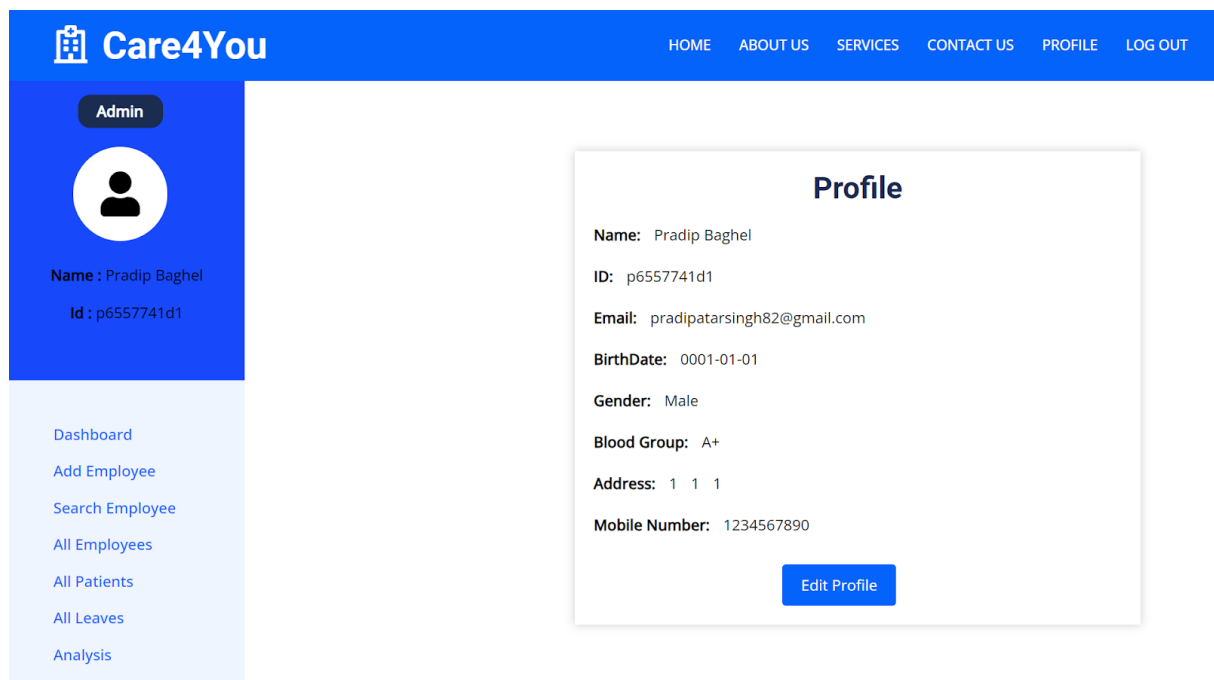 Care4You
HOME ABOUT US SERVICES CONTACT US PROFILE LOG OUT
Admin
Name : Pradip Baghel
Id : p6557741d1
Dashboard
Add Employee
Search Employee
All Employees
All Patients
All Leaves
Analysis
Profile
Name: Pradip Baghel
ID: p6557741d1
Email: pradipatarsingh82@gmail.com
BirthDate: 0001-01-01
Gender: Male
Blood Group: A+
Address: 1 1 1
Mobile Number: 1234567890
Edit Profile